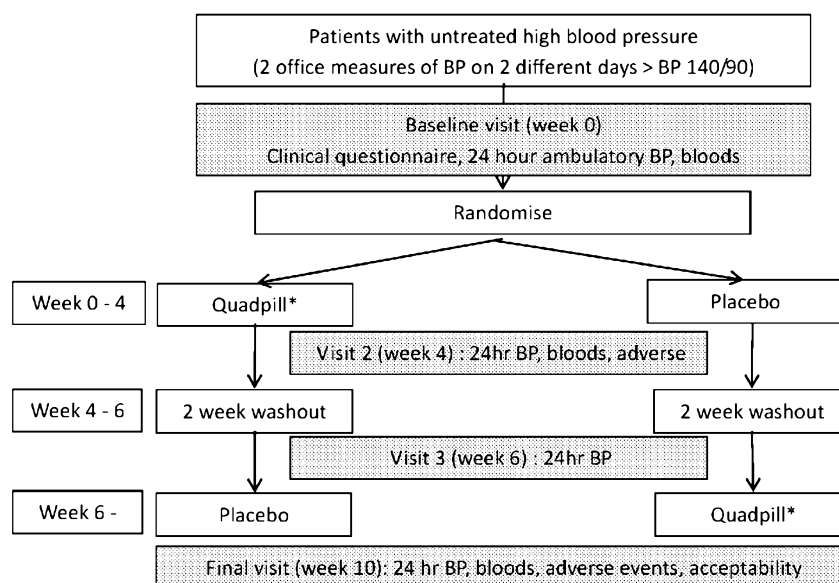 Patients with untreated high blood pressure
(2 office measures of BP on 2 different days > BP 140/90)
Baseline visit (week 0)
Clinical questionnaire, 24 hour ambulatory BP, bloods
Randomise
Week 0 - 4
Quadpill*
Placebo
Visit 2 (week 4) : 24hr BP, bloods, adverse
Week 4 - 6
2 week washout
2 week washout
Visit 3 (week 6) : 24hr BP
Week 6 -
Placebo
Quadpill*
Final visit (week 10): 24 hr BP, bloods, adverse events, acceptability